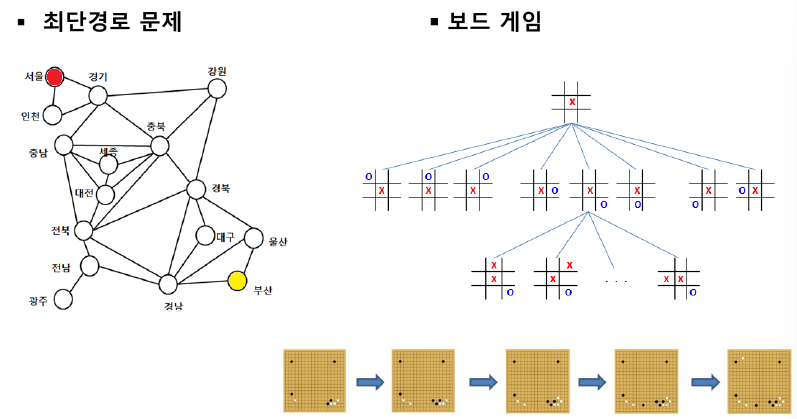 ▪ 최단경로 문제
▪ 보드 게임
서울
경기
강원
인천
충북
충남
세종
대전
경북
전북
대구
울산
전남
부산
광주
경남
X
O X
O X
O X
X O
X O
X O
X O
O X
X X O
X X O
. . .
X X O